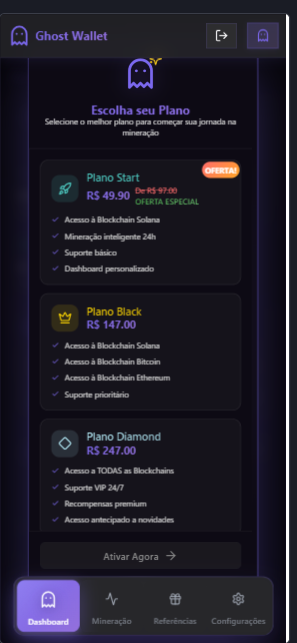 Ghost Wallet
Escolha seu Plano
Selecione o melhor plano para começar sua jornada na
mineração
OFERTA!
Plano Start
R$ 49.90 De R$ 97.00
OFERTA ESPECIAL
Acesso à Blockchain Solana
Mineração inteligente 24h
Suporte básico
Dashboard personalizado
Plano Black
R$ 147.00
Acesso à Blockchain Solana
Acesso à Blockchain Bitcoin
Acesso à Blockchain Ethereum
Suporte prioritário
Plano Diamond
R$ 247.00
Acesso a TODAS as Blockchains
Suporte VIP 24/7
Recompensas premium
Acesso antecipado a novidades
Ativar Agora
Dashboard Mineração Referências Configurações